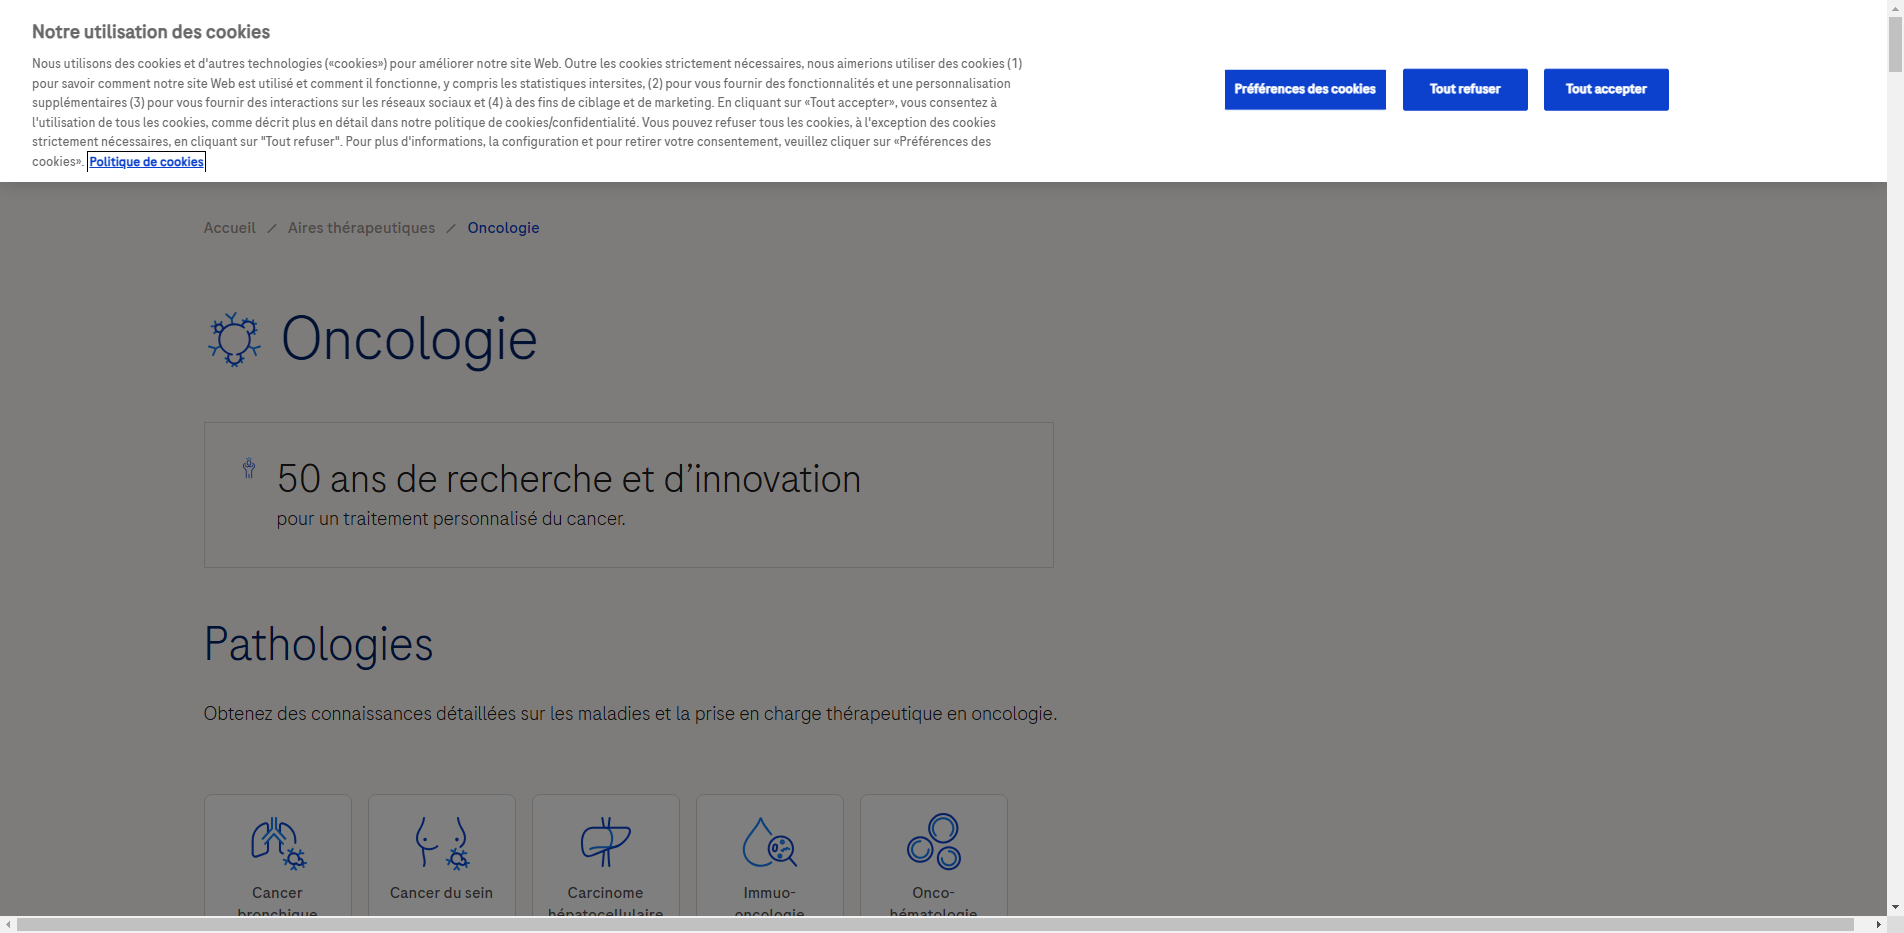 Notre utilisation des cookies
Nous utilisons des cookies et d'autres technologies («cookies») pour améliorer notre site Web. Outre les cookies strictement nécessaires, nous aimerions utiliser des cookies (1)
pour savoir comment notre site Web est utilisé et comment il fonctionne, y compris les statistiques intersites, (2) pour vous fournir des fonctionnalités et une personnalisation
supplémentaires (3) pour vous fournir des interactions sur les réseaux sociaux et (4) à des fins de ciblage et de marketing. En cliquant sur «Tout accepter», vous consentez à
l'utilisation de tous les cookies, comme décrit plus en détail dans notre politique de cookies/confidentialité. Vous pouvez refuser tous les cookies, à l'exception des cookies
strictement nécessaires, en cliquant sur "Tout refuser". Pour plus d'informations, la configuration et pour retirer votre consentement, veuillez cliquer sur «Préférences des
cookies». Politique de cookies
Préférences des cookies
Tout refuser
Tout accepter
Accueil / Aires thérapeutiques / Oncologie
Oncologie
50 ans de recherche et d’innovation
pour un traitement personnalisé du cancer.
Pathologies
Obtenez des connaissances détaillées sur les maladies et la prise en charge thérapeutique en oncologie.
Cancer
bronchique
Cancer du sein
Carcinome
hépatocellulaire
Immuo-
oncologie
Onco-
hématologie